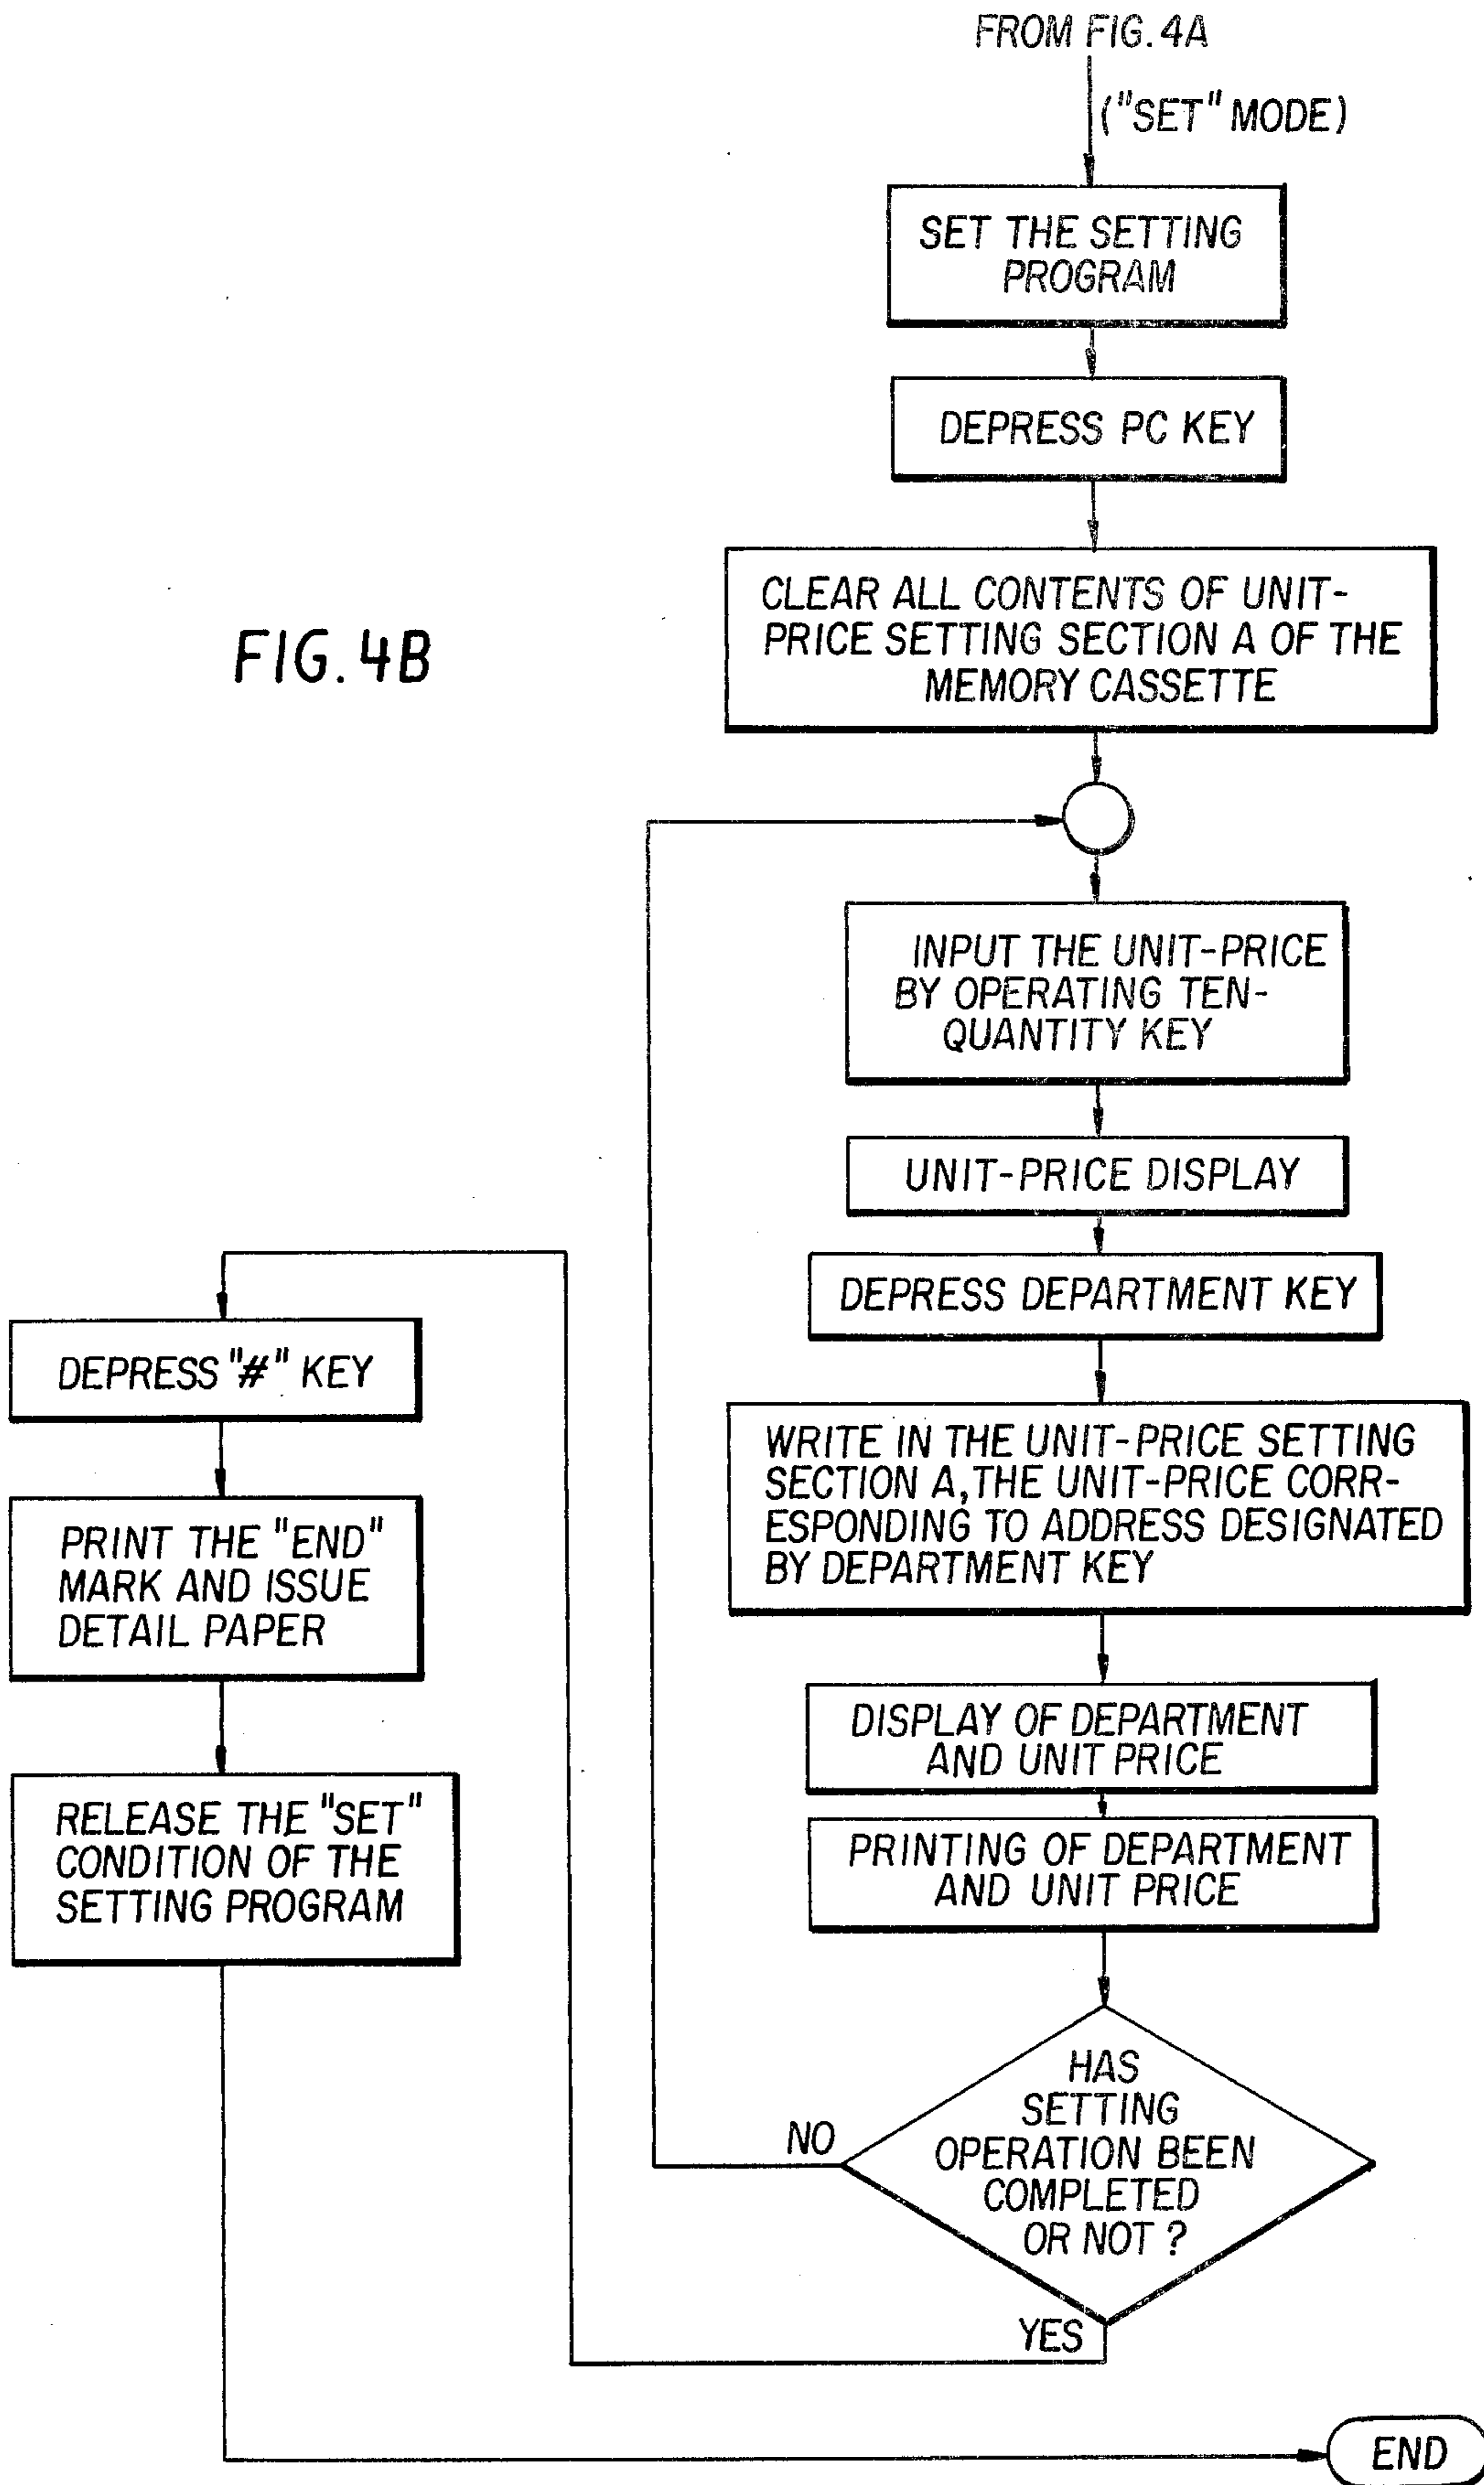 FROM FIG. 4A
("SET" MODE)
SET THE SETTING
PROGRAM
DEPRESS PC KEY
CLEAR ALL CONTENTS OF UNIT-
PRICE SETTING SECTION A OF THE
MEMORY CASSETTE
FIG. 4B
INPUT THE UNIT-PRICE
BY OPERATING TEN-
QUANTITY KEY
UNIT-PRICE DISPLAY
DEPRESS DEPARTMENT KEY
WRITE IN THE UNIT-PRICE SETTING
SECTION A, THE UNIT-PRICE CORR-
ESPONDING TO ADDRESS DESIGNATED
BY DEPARTMENT KEY
DISPLAY OF DEPARTMENT
AND UNIT PRICE
PRINTING OF DEPARTMENT
AND UNIT PRICE
HAS
SETTING
OPERATION BEEN
COMPLETED
OR NOT ?
NO
YES
DEPRESS "#" KEY
PRINT THE "END"
MARK AND ISSUE
DETAIL PAPER
RELEASE THE "SET"
CONDITION OF THE
SETTING PROGRAM
END